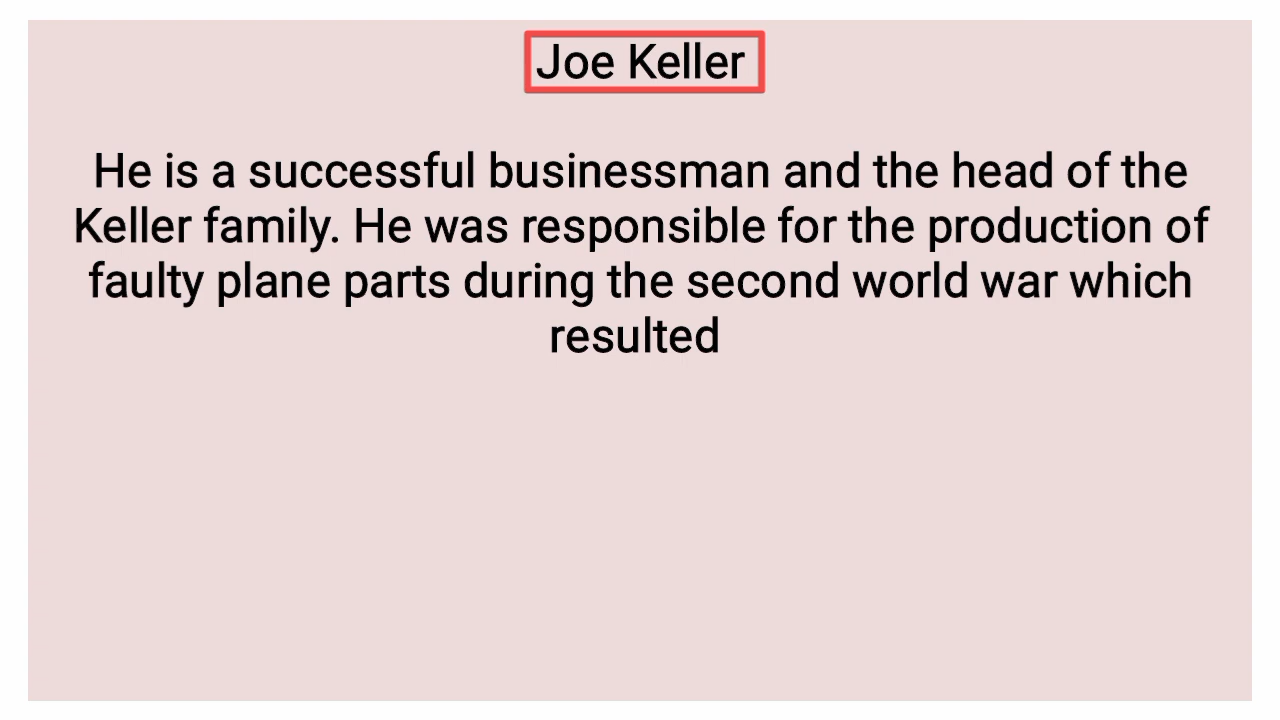 Joe Keller
He is a successful businessman and the head of the
Keller family. He was responsible for the production of
faulty plane parts during the second world war which
resulted